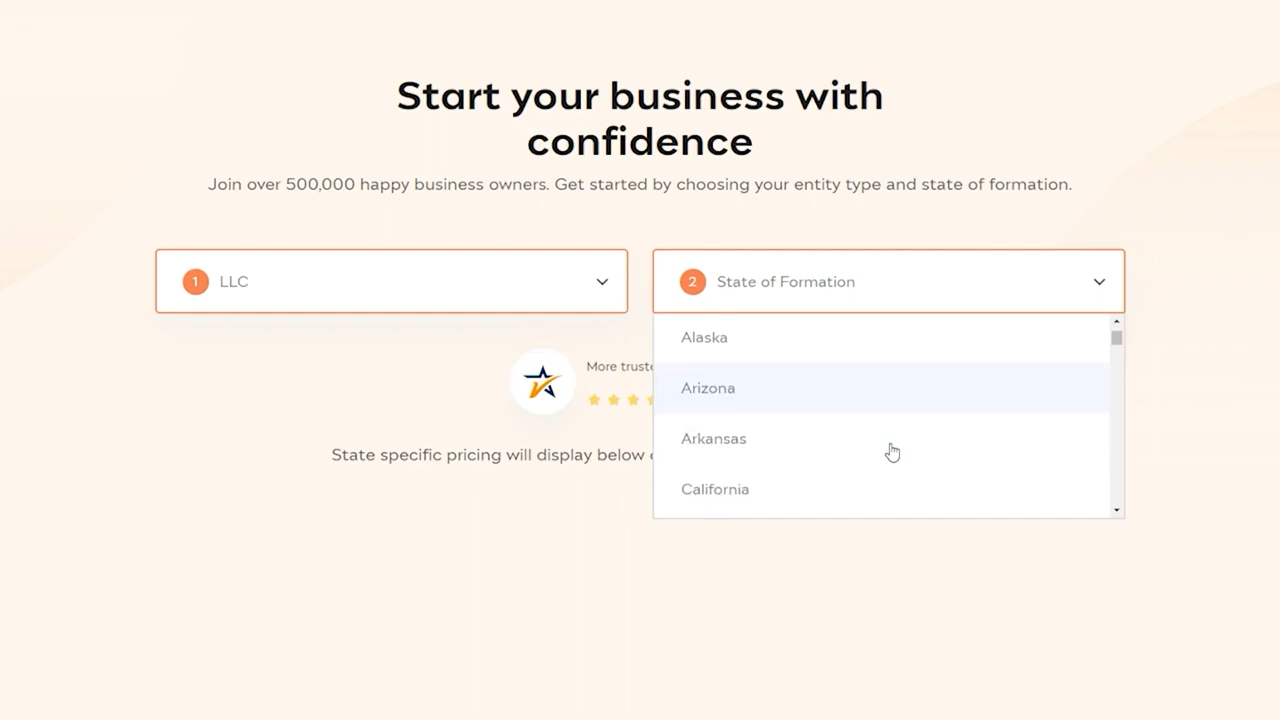 Start your business with
confidence
Join over 500,000 happy business owners. Get started by choosing your entity type and state of formation.
1 LLC
2 State of Formation
Alaska
Arizona
Arkansas
California
More
State specific pricing will display below